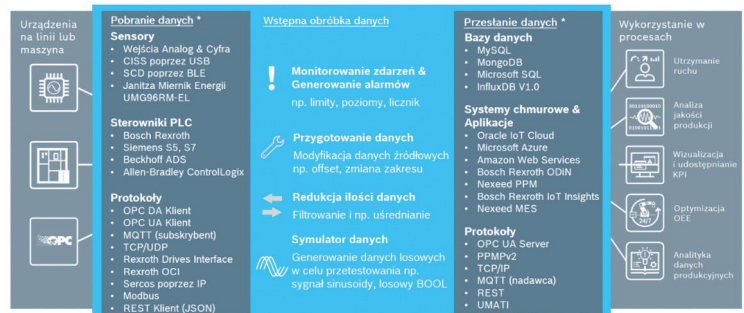 Urządzenia
na linii lub
maszyna
OPC
Pobranie danych *
Sensory
• Wejścia Analog & Cyfra
• CISS poprzez USB
• SCD poprzez BLE
• Janitza Miernik Energii
UMG96RM-EL
Sterowniki PLC
• Bosch Rexroth
• Siemens S5, S7
• Beckhoff ADS
• Allen-Bradley ControlLogix
Protokoły
• OPC DA Klient
• OPC UA Klient
• MQTT (subskrybent)
• TCP/UDP
• Rexroth Drives Interface
• Rexroth OCI
• Sercos poprzez IP
• Modbus
• REST Klient (JSON)
Wstępna obróbka danych
Monitorowanie zdarzeń &
Generowanie alarmów
np. limity, poziomy, licznik
Przygotowanie danych
Modyfikacja danych źródłowych
np. offset, zmiana zakresu
Redukcja ilości danych
Filtrowanie i np. uśrednianie
Symulator danych
Generowanie danych losowych
w celu przetestowania np.
sygnał sinusoidy, losowy BOOL
Przesłanie danych *
Bazy danych
• MySQL
• MongoDB
• Microsoft SQL
• InfluxDB V1.0
Systemy chmurowe &
Aplikacje
• Oracle IoT Cloud
• Microsoft Azure
• Amazon Web Services
• Bosch Rexroth ODiN
• Nexeed PPM
• Bosch Rexroth IoT Insights
• Nexeed MES
Protokoły
• OPC UA Server
• PPMPv2
• TCP/IP
• MQTT (nadawca)
• REST
• UMATI
Wykorzystanie w
procesach
Utrzymanie
ruchu
Analiza
jakości
produkcji
Wizualizacja
i udostępnianie
KPI
24/7
Optymizacja
OEE
Analityka
danych
produkcyjnych